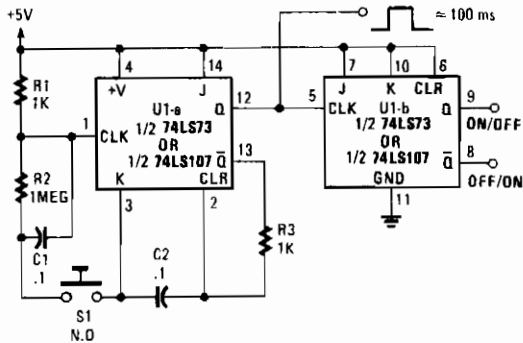 +5V
≈ 100 ms
R1
1K
4
14
+V
J
U1-a
1/2 74LS73
OR
1/2 74LS107
1
CLK
Q
12
13
Q̅
K
CLR
3
2
7
10
6
J
K
CLR
U1-b
1/2 74LS73
OR
1/2 74LS107
5
CLK
Q
9
ON/OFF
Q̅
8
OFF/ON
GND
11
R2
1MEG
C1
.1
C2
.1
R3
1K
S1
N.O